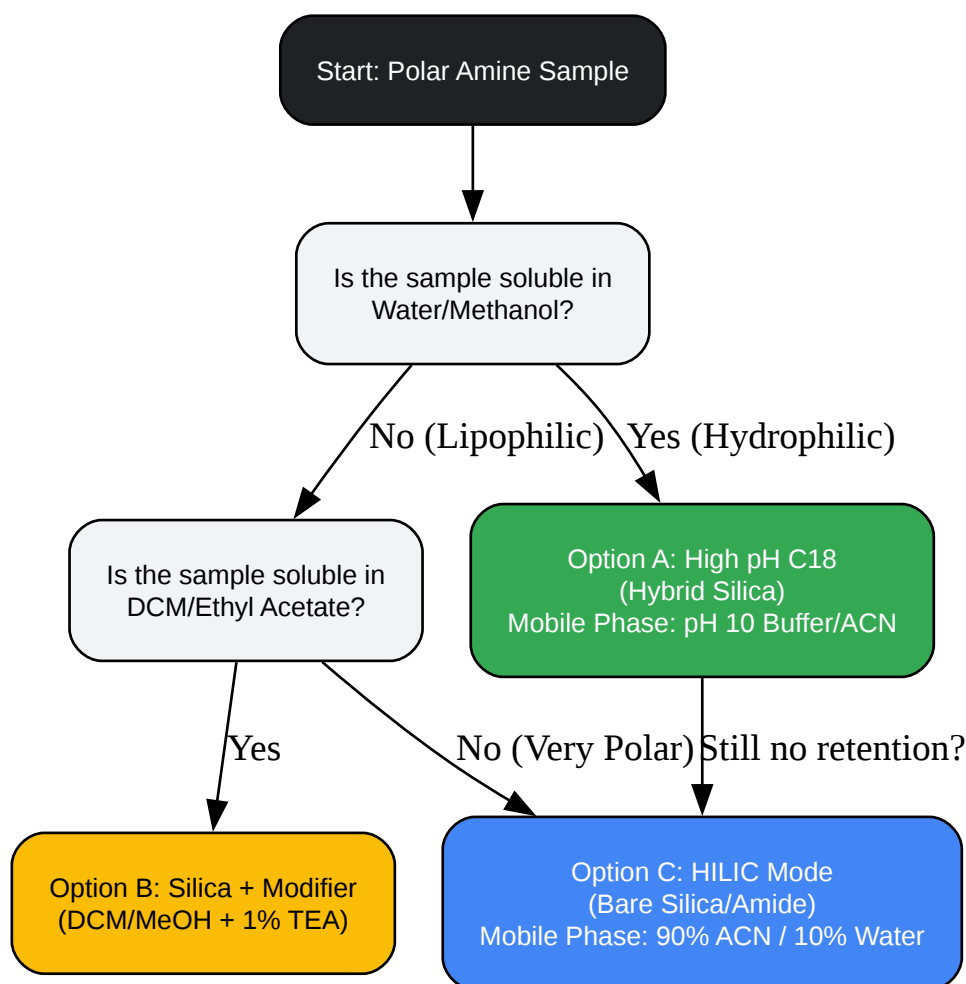 Start: Polar Amine Sample
Is the sample soluble in
Water/Methanol?
No (Lipophilic)
Yes (Hydrophilic)
Is the sample soluble in
DCM/Ethyl Acetate?
Option A: High pH C18
(Hybrid Silica)
Mobile Phase: pH 10 Buffer/ACN
Yes
No (Very Polar)
Still no retention?
Option B: Silica + Modifier
(DCM/MeOH + 1% TEA)
Option C: HILIC Mode
(Bare Silica/Amide)
Mobile Phase: 90% ACN / 10% Water